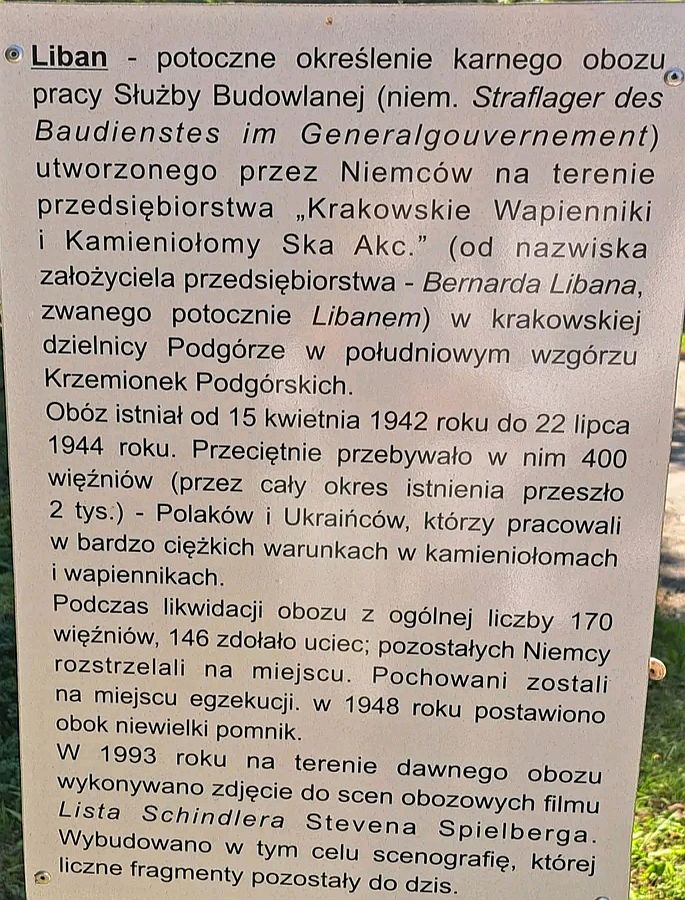 Liban - potoczne określenie karnego obozu
pracy Służby Budowlanej (niem. Straflager des
Baudienstes im Generalgouvernement)
utworzonego przez Niemców na terenie
przedsiębiorstwa „Krakowskie Wapienniki
i Kamieniołomy Ska Akc.” (od nazwiska
założyciela przedsiębiorstwa - Bernarda Libana,
zwanego potocznie Libanem) w krakowskiej
dzielnicy Podgórze w południowym wzgórzu
Krzemionek Podgórskich.
Obóz istniał od 15 kwietnia 1942 roku do 22 lipca
1944 roku. Przeciętnie przebywało w nim 400
więźniów (przez cały okres istnienia przeszło
2 tys.) - Polaków i Ukraińców, którzy pracowali
w bardzo ciężkich warunkach w kamieniołomach
i wapiennikach.
Podczas likwidacji obozu z ogólnej liczby 170
więźniów, 146 zdołało uciec; pozostałych Niemcy
rozstrzelali na miejscu. Pochowani zostali
na miejscu egzekucji. w 1948 roku postawiono
obok niewielki pomnik.
W 1993 roku na terenie dawnego obozu
wykonywano zdjęcie do scen obozowych filmu
Lista Schindlera Stevena Spielberga.
Wybudowano w tym celu scenografię, której
liczne fragmenty pozostały do dzis.